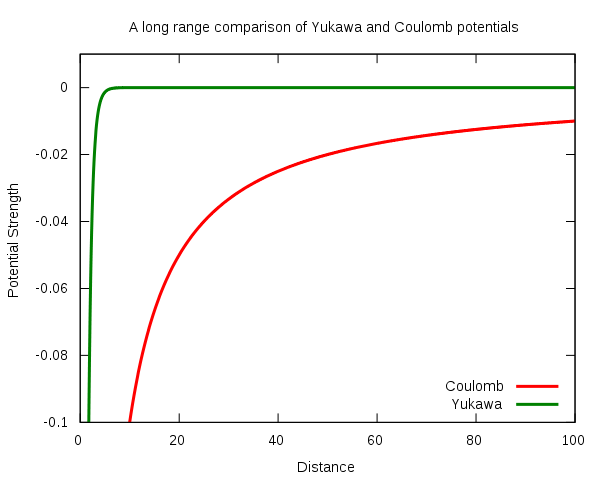 A long range comparison of Yukawa and Coulomb potentials
Potential Strength
0
-0.02
-0.04
-0.06
-0.08
-0.1
Coulomb
Yukawa
0 20 40 60 80 100
Distance